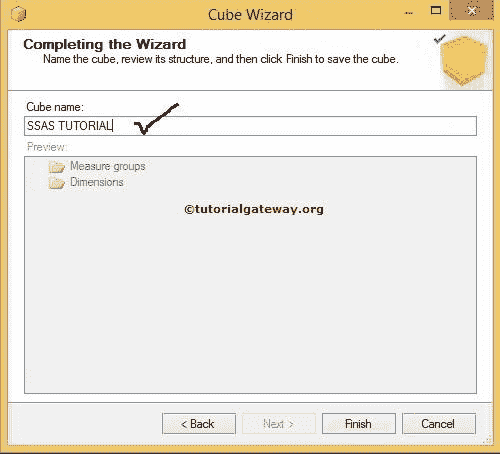 Cube Wizard
Completing the Wizard
Name the cube, review its structure, and then click Finish to save the cube.
Cube name:
SSAS TUTORIAL
Preview:
Measure groups
Dimensions
©tutorialgateway.org
< Back Next > Finish Cancel